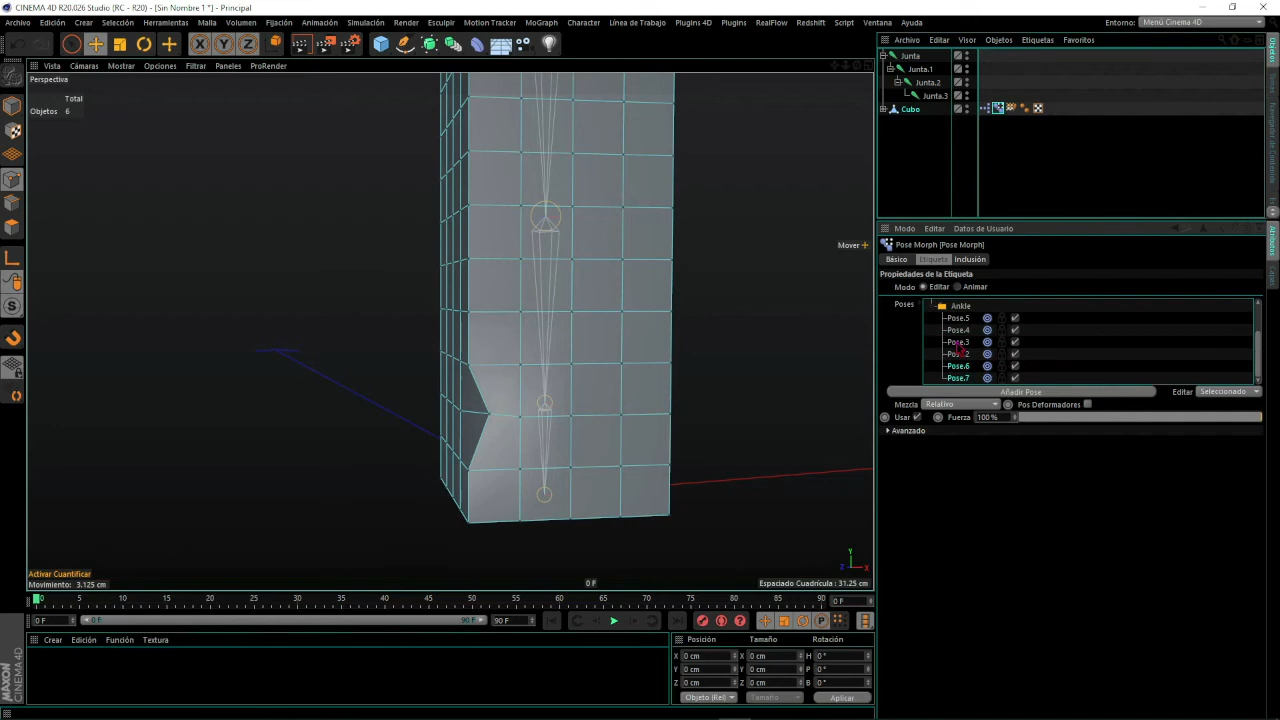 CINEMA 4D R20.026 Studio (RC - R20) - [Sin Nombre 1 *] - Principal
Archivo Edición Crear Selección Herramientas Malla Volumen Fijación Animación Simulación Render Esculpir Motion Tracker MoGraph Character Línea de Trabajo Plugins 4D Plugins RealFlow Redshift Script Ventana Ayuda Entorno: Menú Cinema 4D
X Y Z
Vista Cámaras Mostrar Opciones Filtrar Paneles ProRender
Perspectiva
Total
Objetos 6
Mover
Activar Cuantificar
Movimiento: 3.125 cm
0 F
Espaciado Cuadrícula : 31.25 cm
Y
Z X
0 5 10 15 20 25 30 35 40 45 50 55 60 65 70 75 80 85 90 0 F
0 F 0 F 90 F 90 F
Crear Edición Función Textura
MAXON CINEMA 4D
Posición Tamaño Rotación
X 0 cm X 0 cm H 0 °
Y 0 cm Y 0 cm P 0 °
Z 0 cm Z 0 cm B 0 °
Objeto (Rel) Tamaño Aplicar
Archivo Editar Visor Objetos Etiquetas Favoritos
Junta
Junta.1
Junta.2
Junta.3
Cubo
Objetos
Atributos
Capas
Modo Editar Datos de Usuario
Pose Morph [Pose Morph]
Básico Etiqueta Inclusión
Propiedades de la Etiqueta
Modo Editar Animar
Poses
Ankle
Pose.5
Pose.4
Pose.3
Pose.6
Pose.7
Añadir Pose Editar Seleccionado
Mezcla Relativo Pos Deformadores
Usar Fuerza 100 %
Avanzado